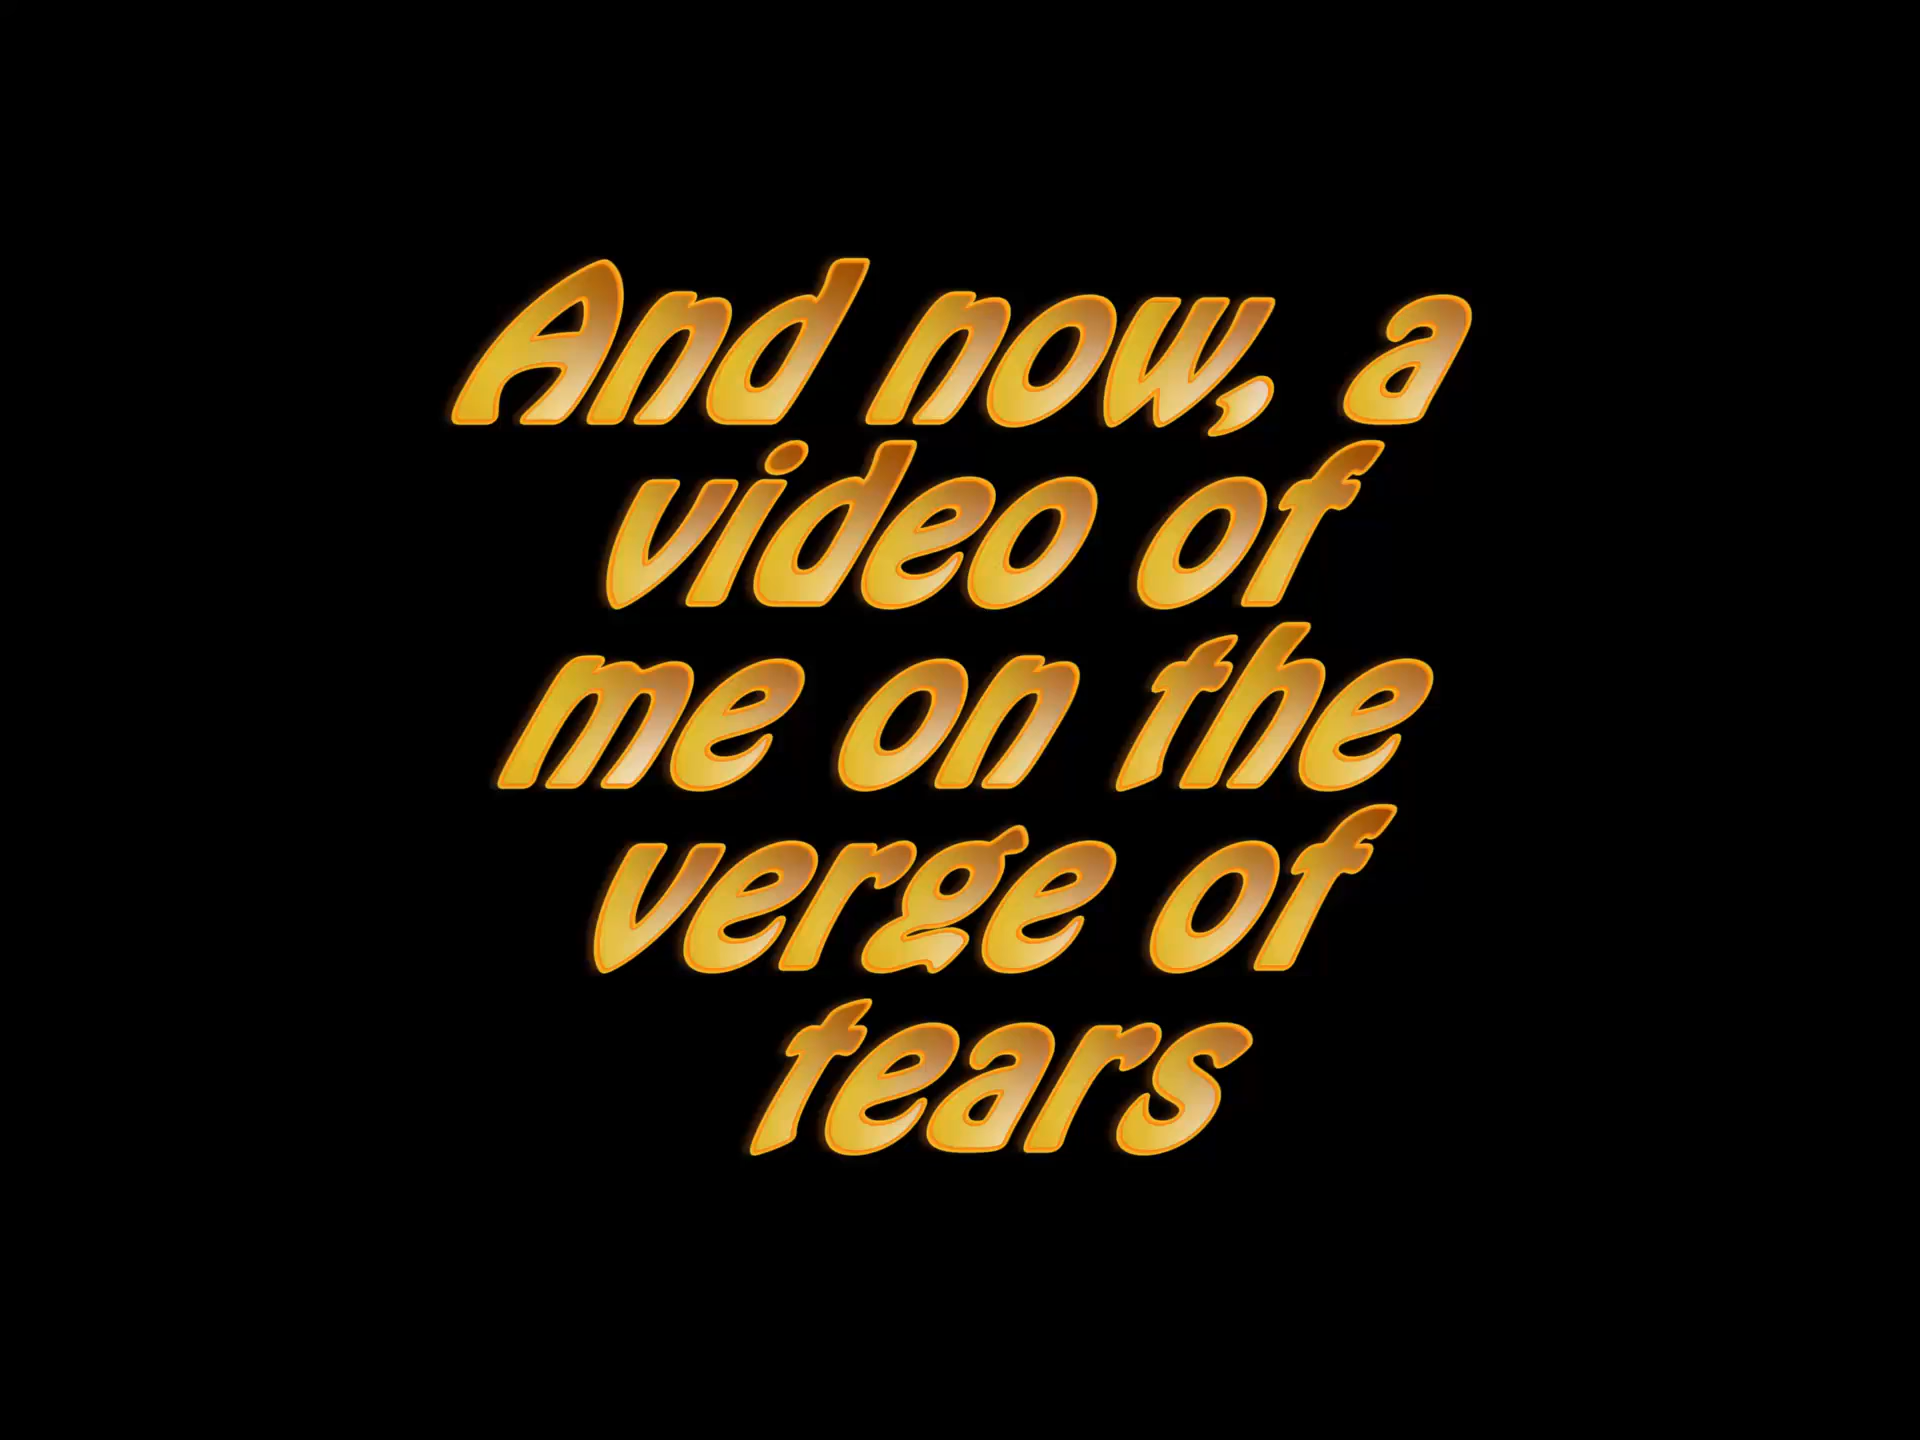 And now, a
video of
me on the
verge of
tears